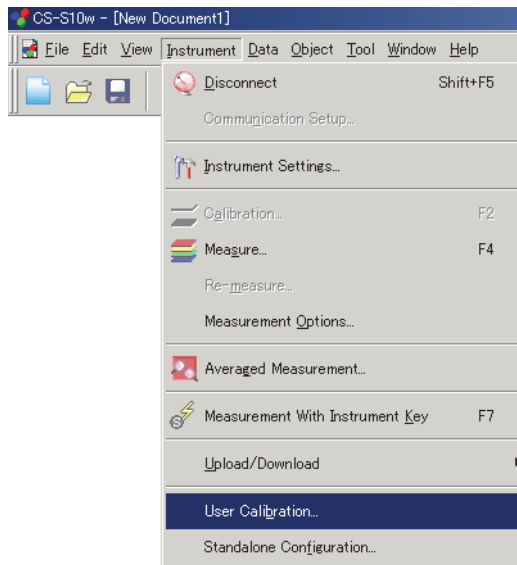 CS-S10w - [New Document1]
File Edit View Instrument Data Object Tool Window Help
Disconnect Shift+F5
Communication Setup...
Instrument Settings...
Calibration... F2
Measure... F4
Re-measure...
Measurement Options...
Averaged Measurement...
Measurement With Instrument Key F7
Upload/Download
User Calibration...
Standalone Configuration...